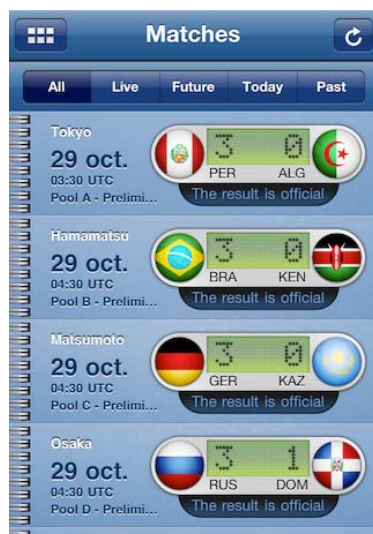 Matches
All Live Future Today Past
Tokyo
29 oct.
03:30 UTC
Pool A - Prelimi...
3 0
PER ALG
The result is official
Hamamatsu
29 oct.
04:30 UTC
Pool B - Prelimi...
3 0
BRA KEN
The result is official
Matsumoto
29 oct.
04:30 UTC
Pool C - Prelimi...
3 0
GER KAZ
The result is official
Osaka
29 oct.
04:30 UTC
Pool D - Prelimi...
3 1
RUS DOM
The result is official